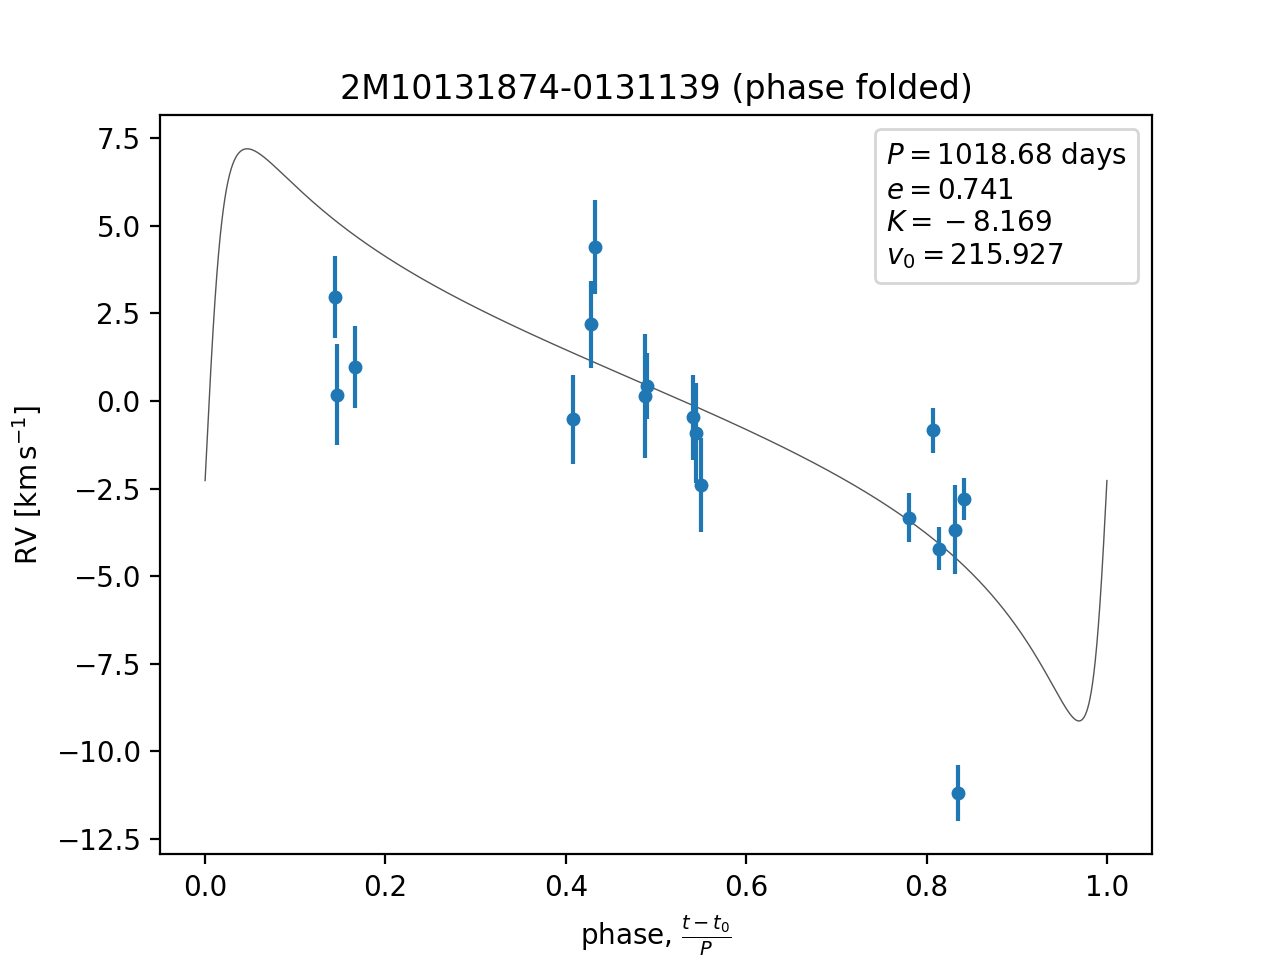 2M10131874-0131139 (phase folded)
P = 1018.68 days
e = 0.741
K = −8.169
v₀ = 215.927
RV [km s⁻¹]
7.5
5.0
2.5
0.0
−2.5
−5.0
−7.5
−10.0
−12.5
0.0 0.2 0.4 0.6 0.8 1.0
phase, (t − t₀)/P